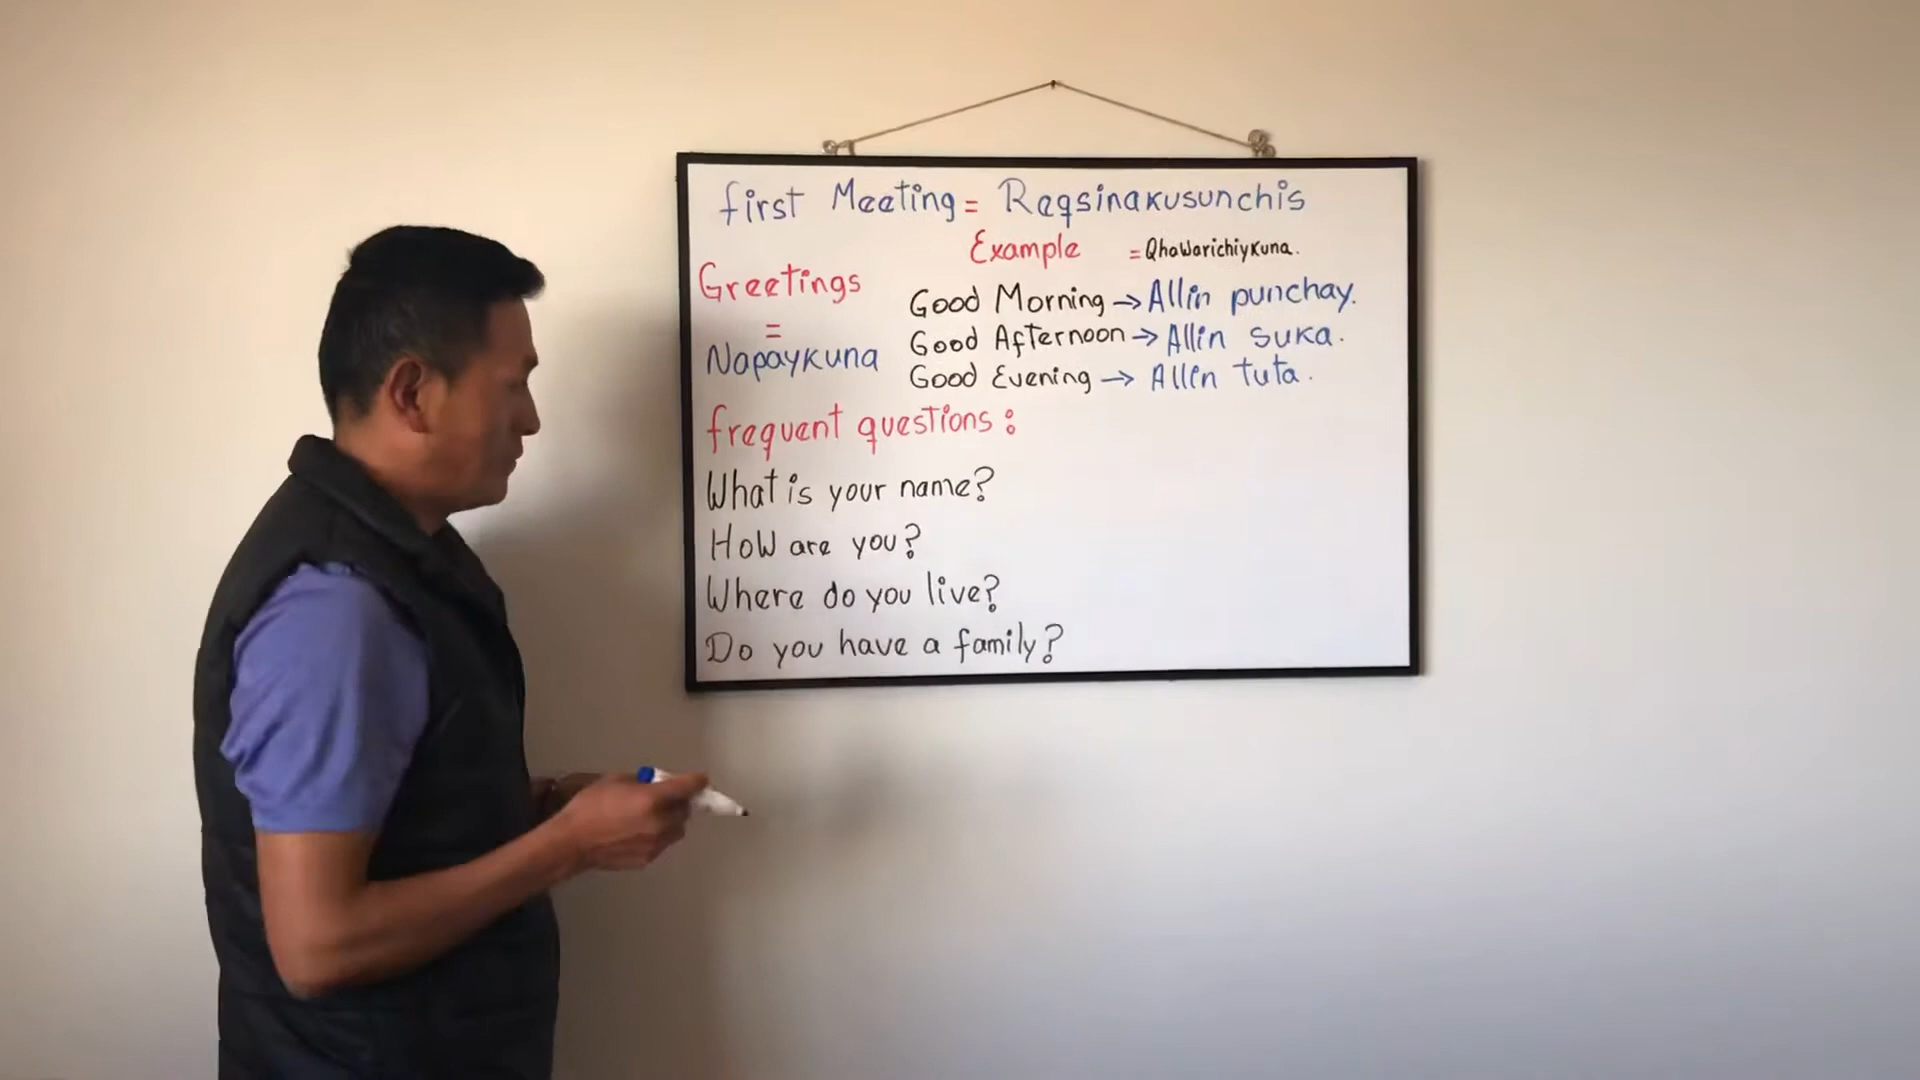 first Meeting = Reqsinakusunchis
Example = Qhawarichiykuna.
Greetings
=
Napaykuna
Good Morning → Allin punchay.
Good Afternoon → Allin suka.
Good Evening → Allin tuta.
frequent questions:
What is your name?
How are you?
Where do you live?
Do you have a family?